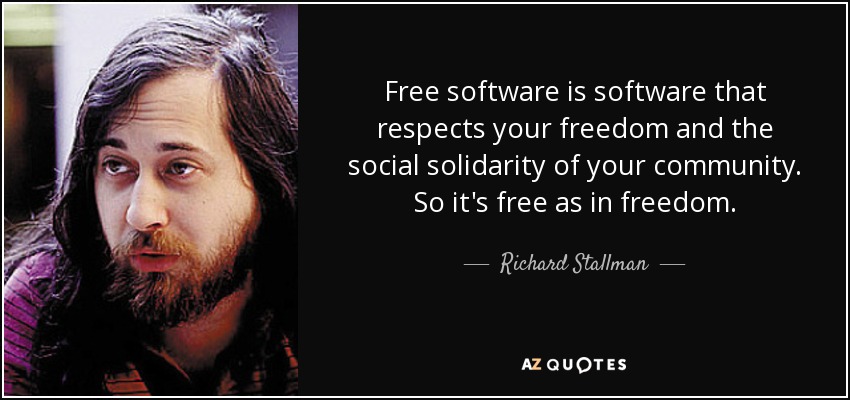 Free software is software that
respects your freedom and the
social solidarity of your community.
So it's free as in freedom.
Richard Stallman
AZ QUOTES